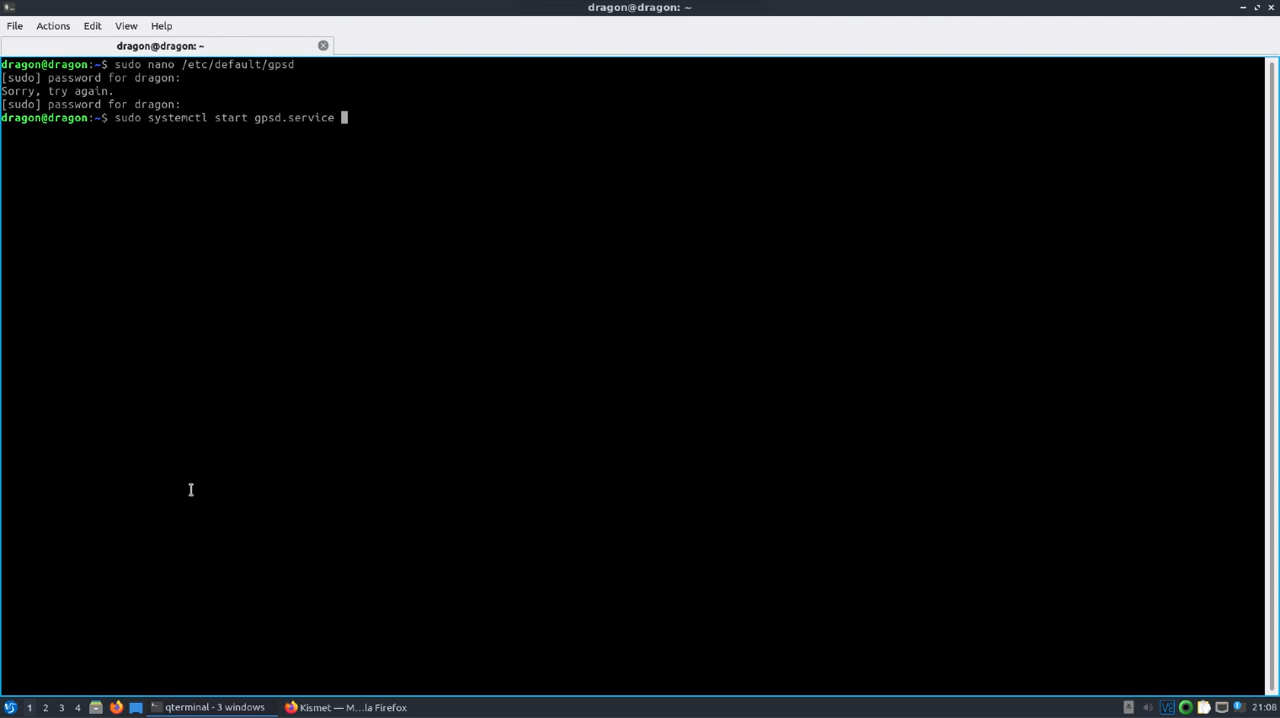 dragon@dragon: ~
File Actions Edit View Help
dragon@dragon: ~
dragon@dragon:~$ sudo nano /etc/default/gpsd
[sudo] password for dragon:
Sorry, try again.
[sudo] password for dragon:
dragon@dragon:~$ sudo systemctl start gpsd.service
1 2 3 4 qterminal - 3 windows Kismet — M...la Firefox 21:08